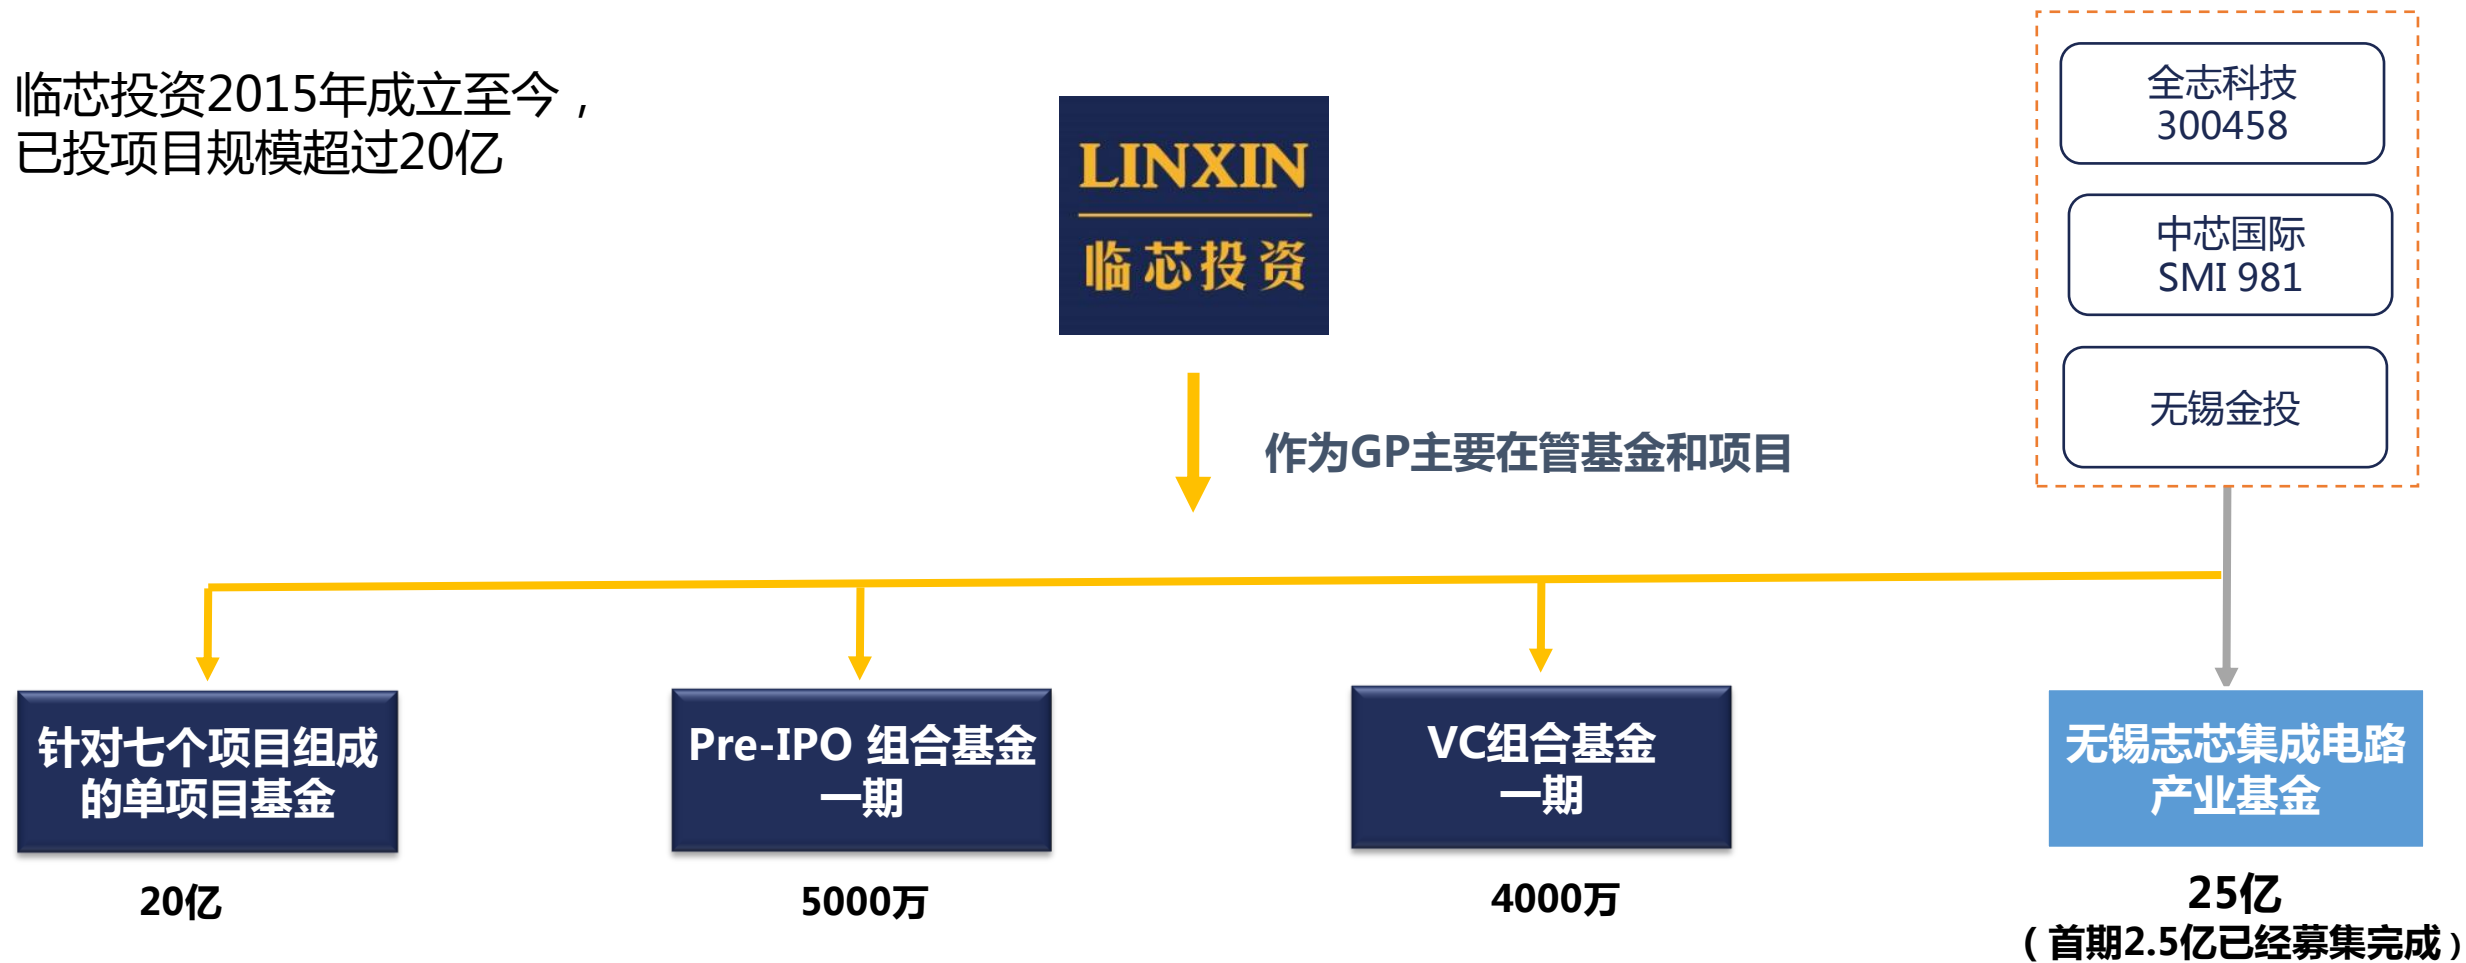 临芯投资2015年成立至今，
已投项目规模超过20亿
LINXIN
临芯投资
全志科技
300458
中芯国际
SMI 981
无锡金投
作为GP主要在管基金和项目
针对七个项目组成
的单项目基金
20亿
Pre-IPO 组合基金
一期
5000万
VC组合基金
一期
4000万
无锡志芯集成电路
产业基金
25亿
（首期2.5亿已经募集完成）